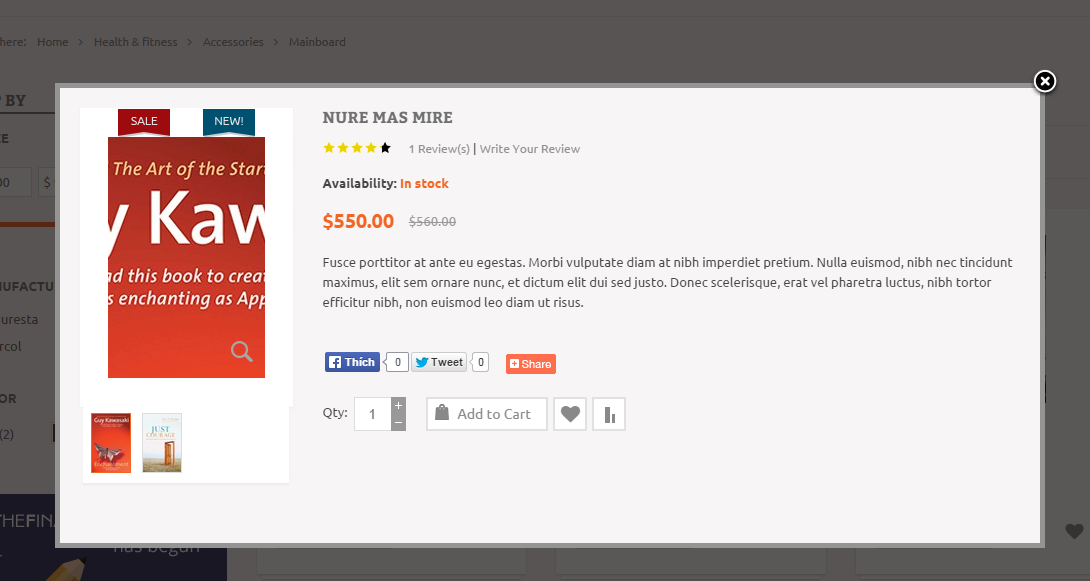 here: Home > Health & fitness > Accessories > Mainboard
BY
SALE
NEW!
The Art of the Star
y Kaw
ad this book to creat
s enchanting as App
NURE MAS MIRE
1 Review(s) | Write Your Review
Availability: In stock
$550.00 $560.00
Fusce porttitor at ante eu egestas. Morbi vulputate diam at nibh imperdiet pretium. Nulla euismod, nibh nec tincidunt
maximus, elit sem ornare nunc, et dictum elit dui sed justo. Donec scelerisque, erat vel pharetra luctus, nibh tortor
efficitur nibh, non euismod leo diam ut risus.
Thích 0 Tweet 0 Share
Qty: 1 + − Add to Cart
Guy Kawasaki
Enchantment
JUST
COURAGE
$
NUFACTU
uresta
rcol
OR
(2)
THEFIN
has began